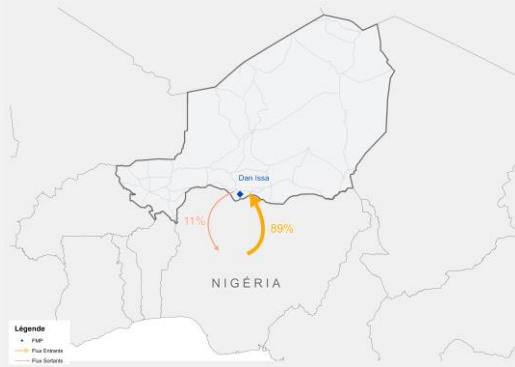 Dan Issa
11%
89%
NIGÉRIA
Légende
FMP
Flux Entrants
Flux Sortants